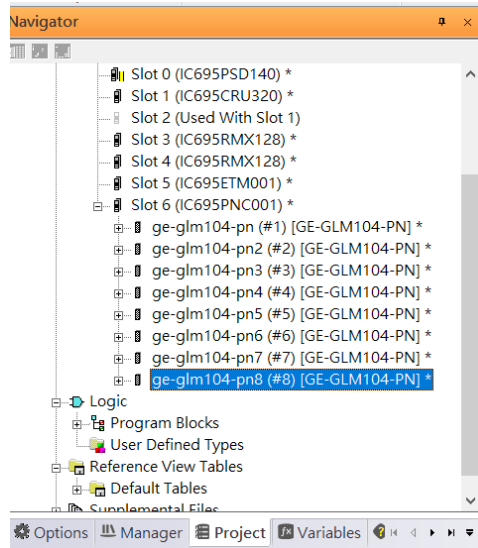 Navigator
Slot 0 (IC695PSD140) *
Slot 1 (IC695CRU320) *
Slot 2 (Used With Slot 1)
Slot 3 (IC695RMX128) *
Slot 4 (IC695RMX128) *
Slot 5 (IC695ETM001) *
Slot 6 (IC695PNC001) *
ge-glm104-pn (#1) [GE-GLM104-PN] *
ge-glm104-pn2 (#2) [GE-GLM104-PN] *
ge-glm104-pn3 (#3) [GE-GLM104-PN] *
ge-glm104-pn4 (#4) [GE-GLM104-PN] *
ge-glm104-pn5 (#5) [GE-GLM104-PN] *
ge-glm104-pn6 (#6) [GE-GLM104-PN] *
ge-glm104-pn7 (#7) [GE-GLM104-PN] *
ge-glm104-pn8 (#8) [GE-GLM104-PN] *
Logic
Program Blocks
User Defined Types
Reference View Tables
Default Tables
Supplemental Files
Options Manager Project Variables